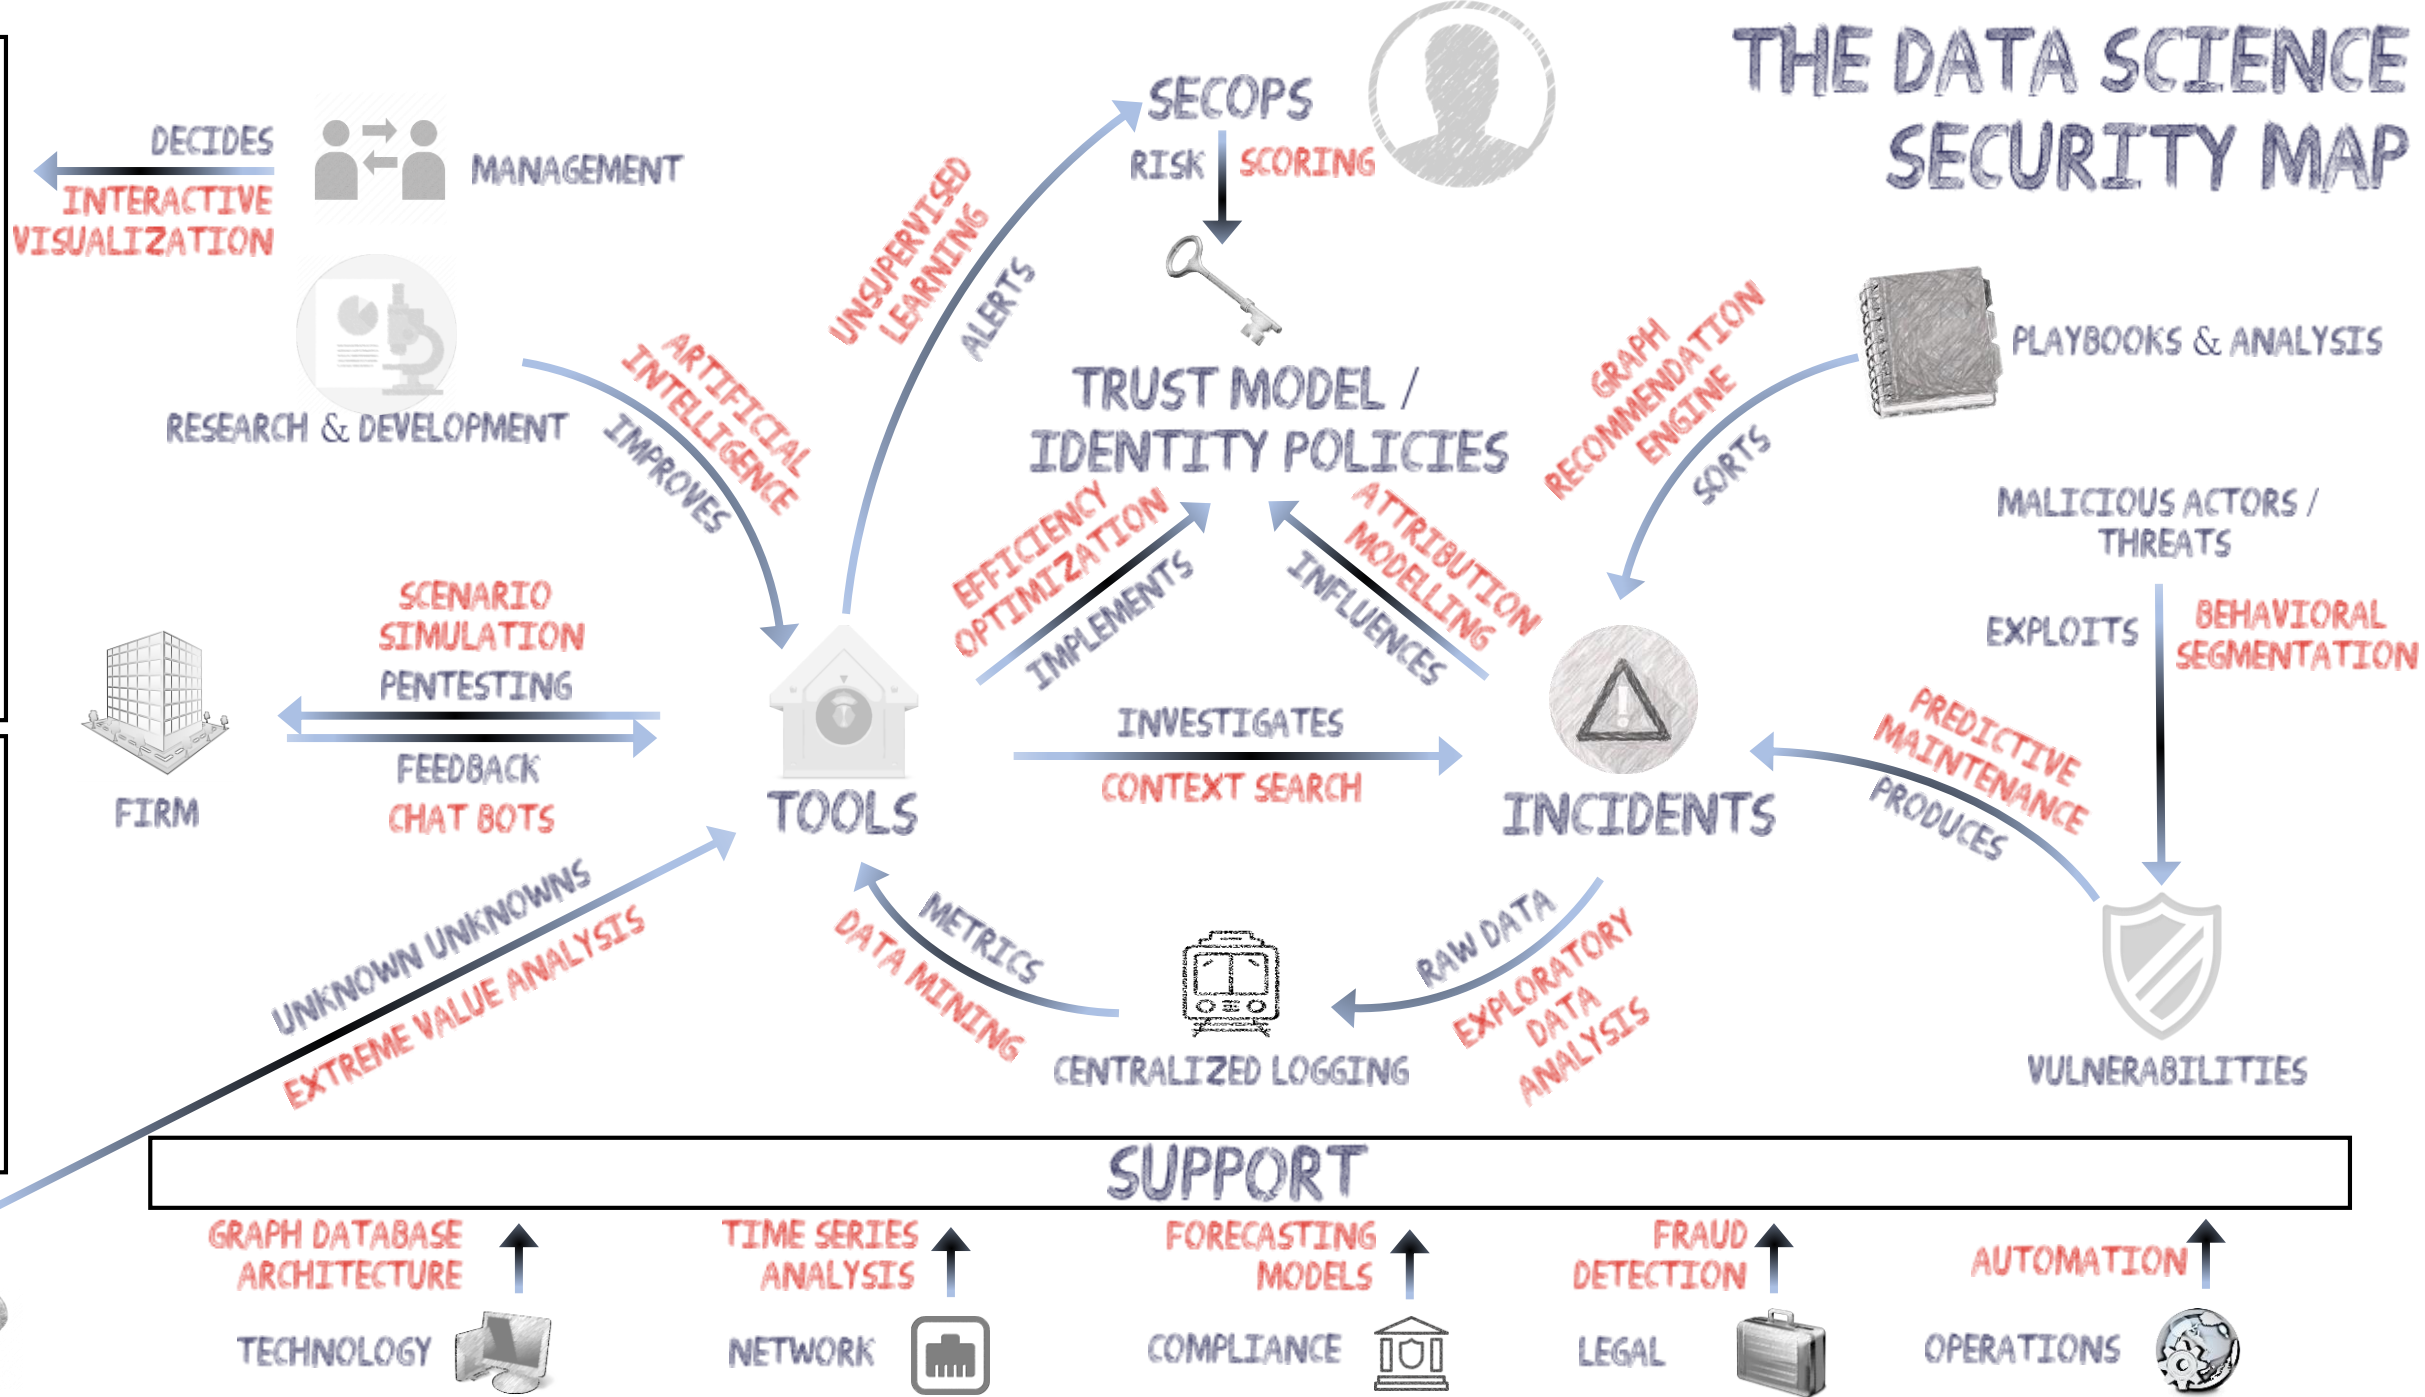 THE DATA SCIENCE
SECURITY MAP
SECOPS
RISK
SCORING
DECIDES
INTERACTIVE
VISUALIZATION
MANAGEMENT
UNSUPERVISED
LEARNING
ALERTS
RESEARCH & DEVELOPMENT
ARTIFICIAL
INTELLIGENCE
IMPROVES
TRUST MODEL /
IDENTITY POLICIES
GRAPH
RECOMMENDATION
ENGINE
SORTS
PLAYBOOKS & ANALYSIS
MALICIOUS ACTORS /
THREATS
EXPLOITS
BEHAVIORAL
SEGMENTATION
EFFICIENCY
OPTIMIZATION
IMPLEMENTS
ATTRIBUTION
MODELLING
INFLUENCES
SCENARIO
SIMULATION
PENTESTING
FEEDBACK
CHAT BOTS
FIRM
TOOLS
INVESTIGATES
CONTEXT SEARCH
INCIDENTS
PREDICTIVE
MAINTENANCE
PRODUCES
UNKNOWN UNKNOWNS
EXTREME VALUE ANALYSIS
METRICS
DATA MINING
CENTRALIZED LOGGING
RAW DATA
EXPLORATORY
DATA
ANALYSIS
VULNERABILITIES
SUPPORT
GRAPH DATABASE
ARCHITECTURE
TECHNOLOGY
TIME SERIES
ANALYSIS
NETWORK
FORECASTING
MODELS
COMPLIANCE
FRAUD
DETECTION
LEGAL
AUTOMATION
OPERATIONS